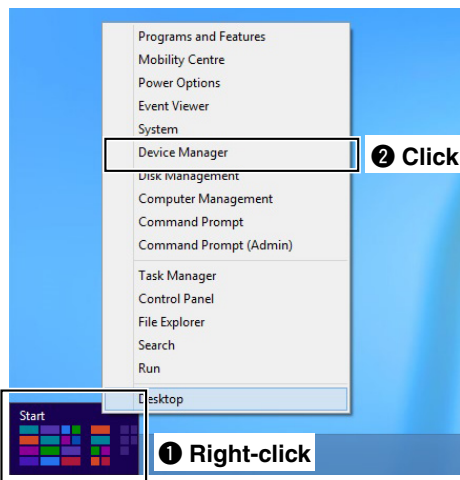 Programs and Features
Mobility Centre
Power Options
Event Viewer
System
Device Manager
❷ Click
Disk Management
Computer Management
Command Prompt
Command Prompt (Admin)
Task Manager
Control Panel
File Explorer
Search
Run
Desktop
Start
❶ Right-click